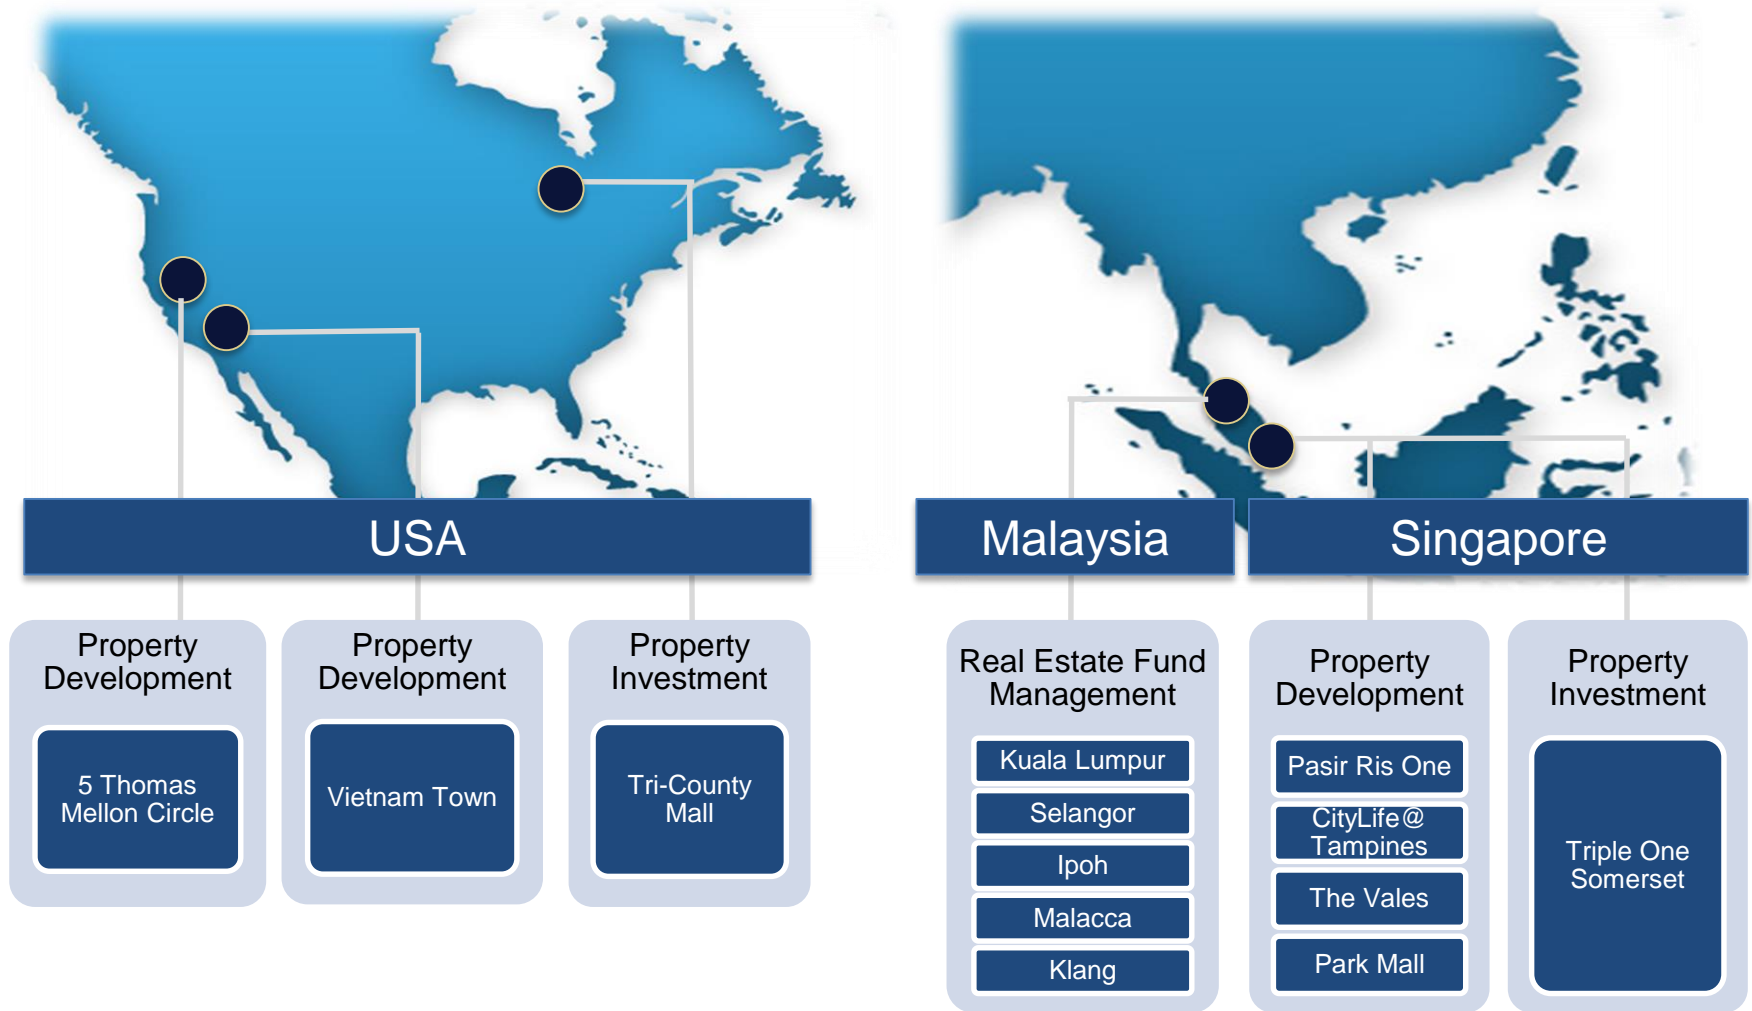 USA
Malaysia
Singapore
Property
Development
5 Thomas
Mellon Circle
Property
Development
Vietnam Town
Property
Investment
Tri-County
Mall
Real Estate Fund
Management
Kuala Lumpur
Selangor
Ipoh
Malacca
Klang
Property
Development
Pasir Ris One
CityLife@
Tampines
The Vales
Park Mall
Property
Investment
Triple One
Somerset